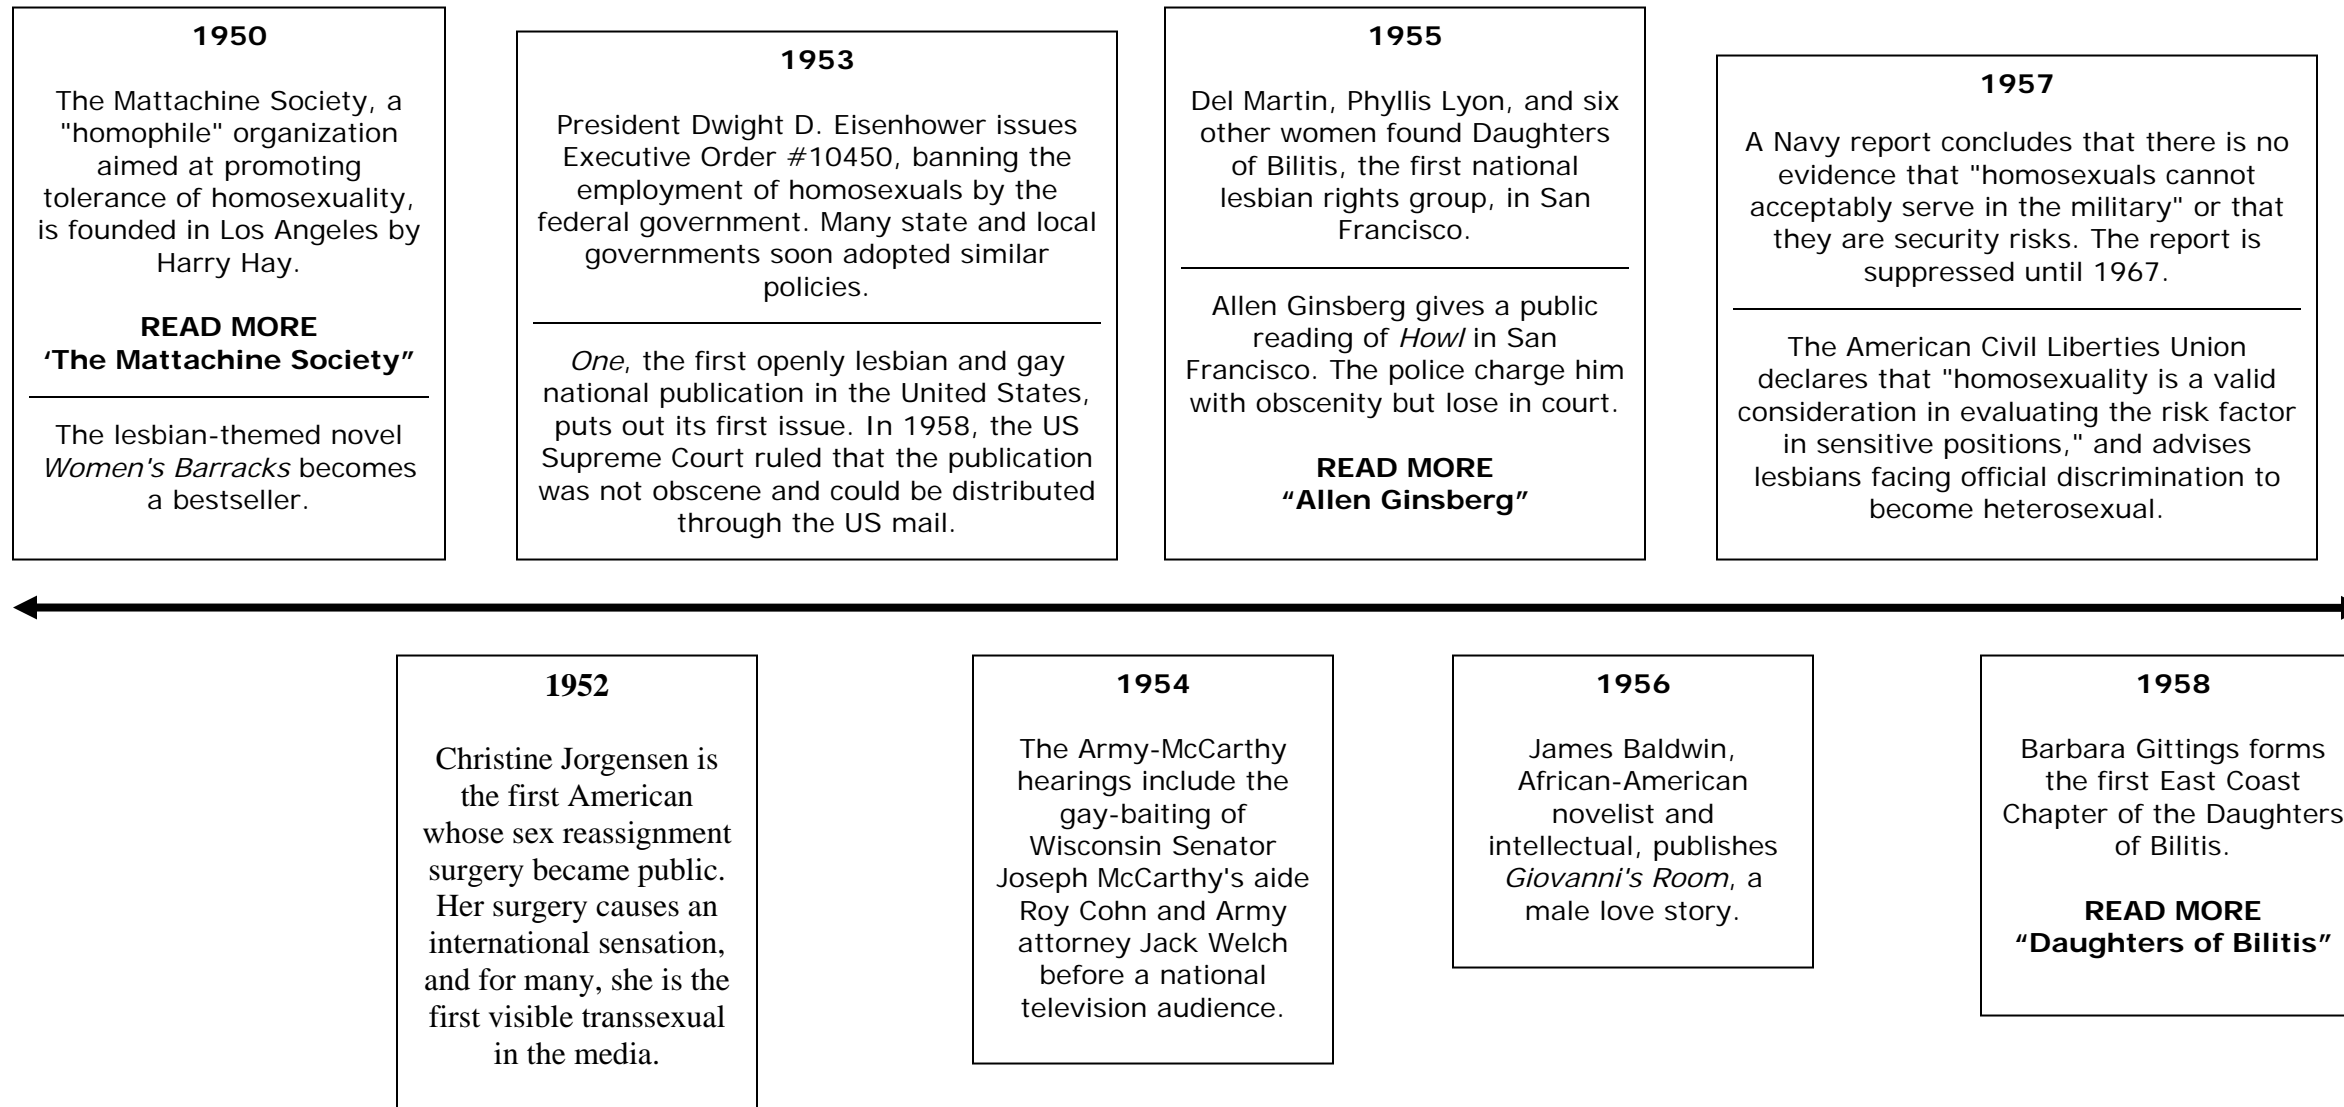 1950
The Mattachine Society, a
"homophile" organization
aimed at promoting
tolerance of homosexuality,
is founded in Los Angeles by
Harry Hay.
READ MORE
‘The Mattachine Society”
The lesbian-themed novel
Women's Barracks becomes
a bestseller.
1953
President Dwight D. Eisenhower issues
Executive Order #10450, banning the
employment of homosexuals by the
federal government. Many state and local
governments soon adopted similar
policies.
One, the first openly lesbian and gay
national publication in the United States,
puts out its first issue. In 1958, the US
Supreme Court ruled that the publication
was not obscene and could be distributed
through the US mail.
1955
Del Martin, Phyllis Lyon, and six
other women found Daughters
of Bilitis, the first national
lesbian rights group, in San
Francisco.
Allen Ginsberg gives a public
reading of Howl in San
Francisco. The police charge him
with obscenity but lose in court.
READ MORE
“Allen Ginsberg”
1957
A Navy report concludes that there is no
evidence that "homosexuals cannot
acceptably serve in the military" or that
they are security risks. The report is
suppressed until 1967.
The American Civil Liberties Union
declares that "homosexuality is a valid
consideration in evaluating the risk factor
in sensitive positions," and advises
lesbians facing official discrimination to
become heterosexual.
1952
Christine Jorgensen is
the first American
whose sex reassignment
surgery became public.
Her surgery causes an
international sensation,
and for many, she is the
first visible transsexual
in the media.
1954
The Army-McCarthy
hearings include the
gay-baiting of
Wisconsin Senator
Joseph McCarthy's aide
Roy Cohn and Army
attorney Jack Welch
before a national
television audience.
1956
James Baldwin,
African-American
novelist and
intellectual, publishes
Giovanni's Room, a
male love story.
1958
Barbara Gittings forms
the first East Coast
Chapter of the Daughters
of Bilitis.
READ MORE
“Daughters of Bilitis”